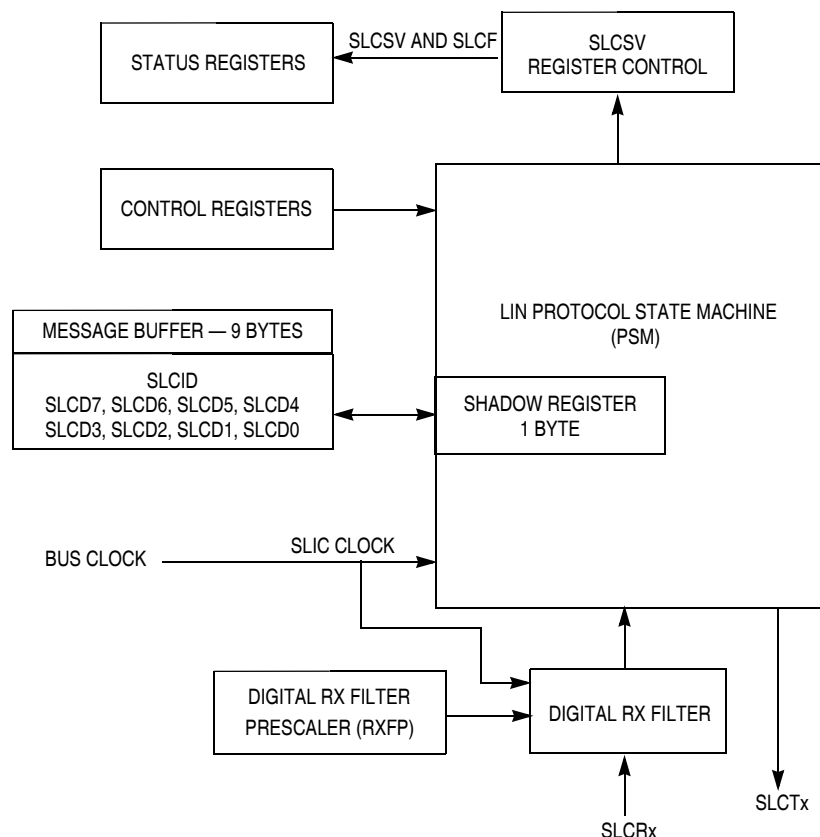 SLCSV AND SLCF
STATUS REGISTERS
SLCSV
REGISTER CONTROL
CONTROL REGISTERS
LIN PROTOCOL STATE MACHINE
(PSM)
MESSAGE BUFFER — 9 BYTES
SLCID
SLCD7, SLCD6, SLCD5, SLCD4
SLCD3, SLCD2, SLCD1, SLCD0
SHADOW REGISTER
1 BYTE
BUS CLOCK
SLIC CLOCK
DIGITAL RX FILTER
PRESCALER (RXFP)
DIGITAL RX FILTER
SLCTx
SLCRx